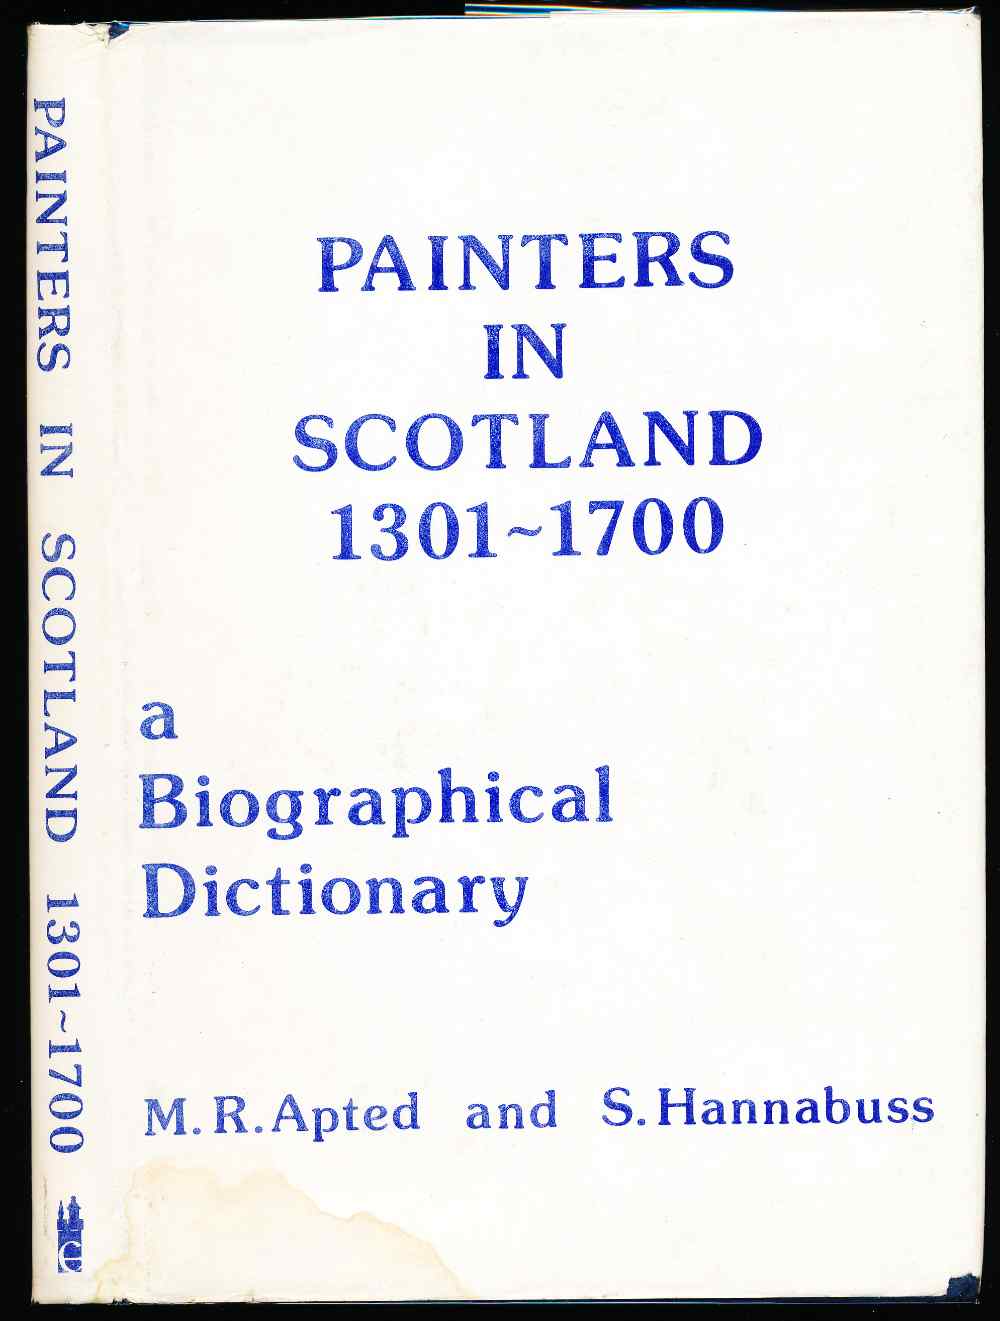 PAINTERS IN SCOTLAND 1301~1700
PAINTERS
IN
SCOTLAND
1301~1700
a
Biographical
Dictionary
M.R.Apted and S.Hannabuss